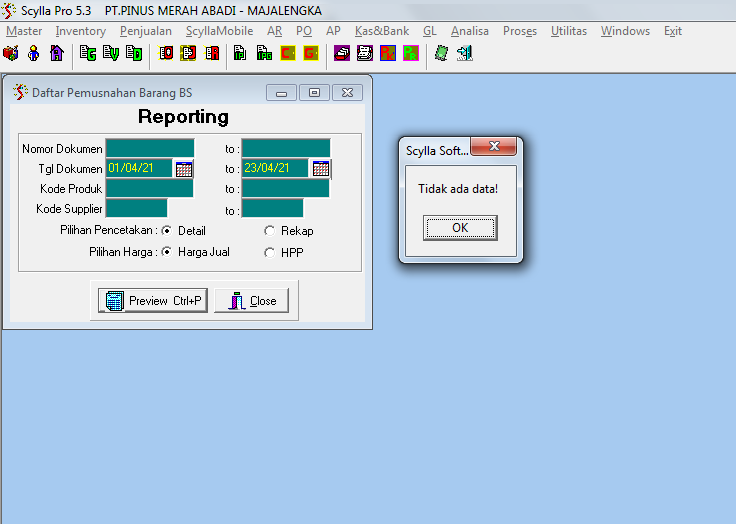 Scylla Pro 5.3 PT.PINUS MERAH ABADI - MAJALENGKA
Master Inventory Penjualan ScyllaMobile AR PO AP Kas&Bank GL Analisa Proses Utilitas Windows Exit
Daftar Pemusnahan Barang BS
Reporting
Nomor Dokumen to :
Tgl Dokumen 01/04/21 to : 23/04/21
Kode Produk to :
Kode Supplier to :
Pilihan Pencetakan : Detail Rekap
Pilihan Harga : Harga Jual HPP
Preview Ctrl+P Close
Scylla Soft...
Tidak ada data!
OK